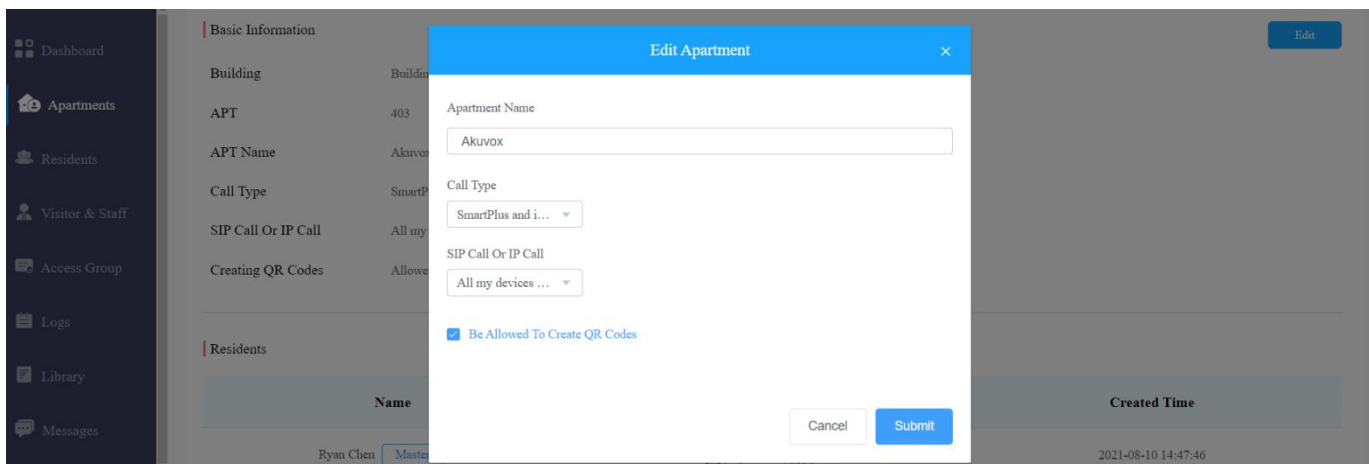 Dashboard
Apartments
Residents
Visitor & Staff
Access Group
Logs
Library
Messages
Basic Information
Edit
Building
APT 403
APT Name
Call Type
SIP Call Or IP Call All my
Creating QR Codes
Residents
Name Created Time
Ryan Chen 2021-08-10 14:47:46
Edit Apartment ×
Apartment Name
Akuvox
Call Type
SmartPlus and i...
SIP Call Or IP Call
All my devices ...
Be Allowed To Create QR Codes
Cancel Submit